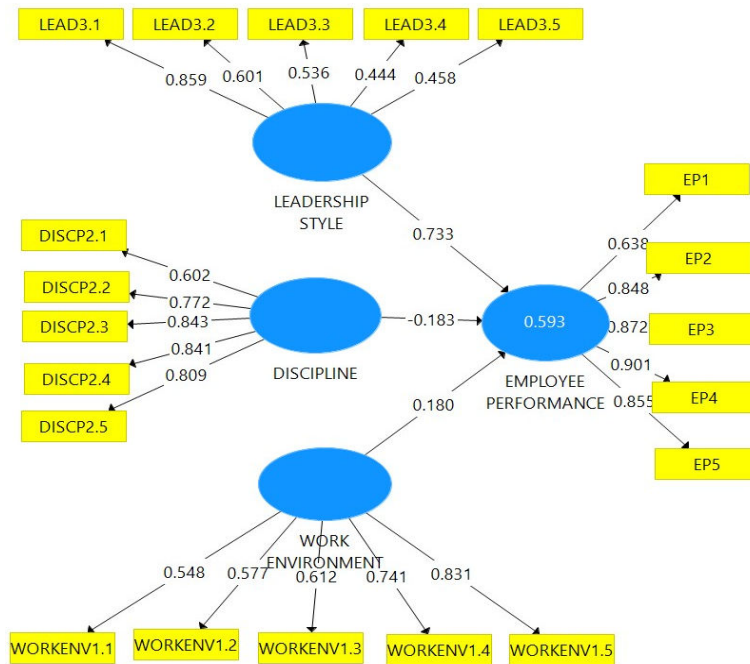 LEAD3.1
LEAD3.2
LEAD3.3
LEAD3.4
LEAD3.5
0.859
0.601
0.536
0.444
0.458
LEADERSHIP
STYLE
0.733
DISCP2.1
DISCP2.2
DISCP2.3
DISCP2.4
DISCP2.5
0.602
0.772
0.843
0.841
0.809
DISCIPLINE
-0.183
0.593
EMPLOYEE
PERFORMANCE
EP1
EP2
EP3
EP4
EP5
0.638
0.848
0.872
0.901
0.855
0.180
WORK
ENVIRONMENT
0.548
0.577
0.612
0.741
0.831
WORKENV1.1
WORKENV1.2
WORKENV1.3
WORKENV1.4
WORKENV1.5